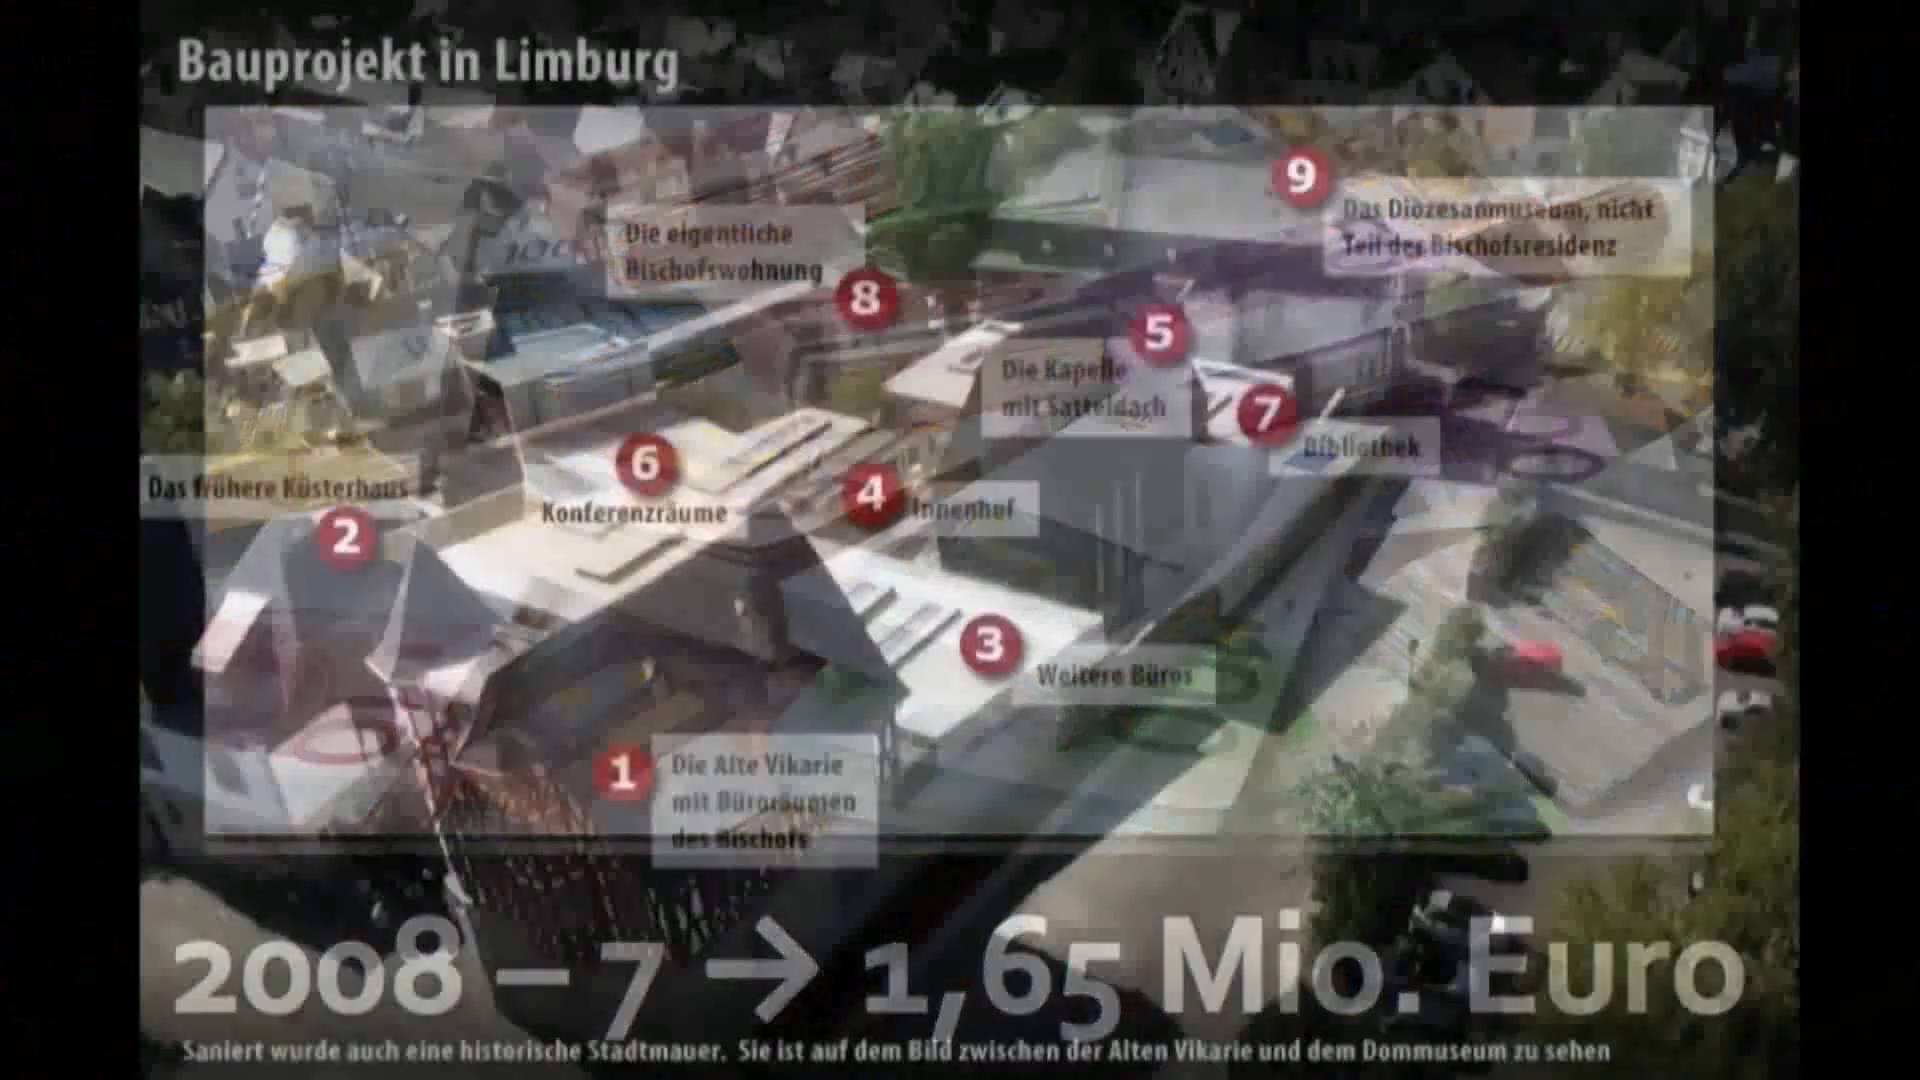 Bauprojekt in Limburg
9
Das Diözesanmuseum, nicht
Teil der Bischofsresidenz
Die eigentliche
Bischofswohnung
8
5
Die Kapelle
mit Satteldach
7
Bibliothek
6
Konferenzräume
4
Innenhof
Das frühere Küsterhaus
2
3
Weitere Büros
1
Die Alte Vikarie
mit Büroräumen
des Bischofs
2008 – 7 → 1,65 Mio. Euro
Saniert wurde auch eine historische Stadtmauer. Sie ist auf dem Bild zwischen der Alten Vikarie und dem Dommuseum zu sehen